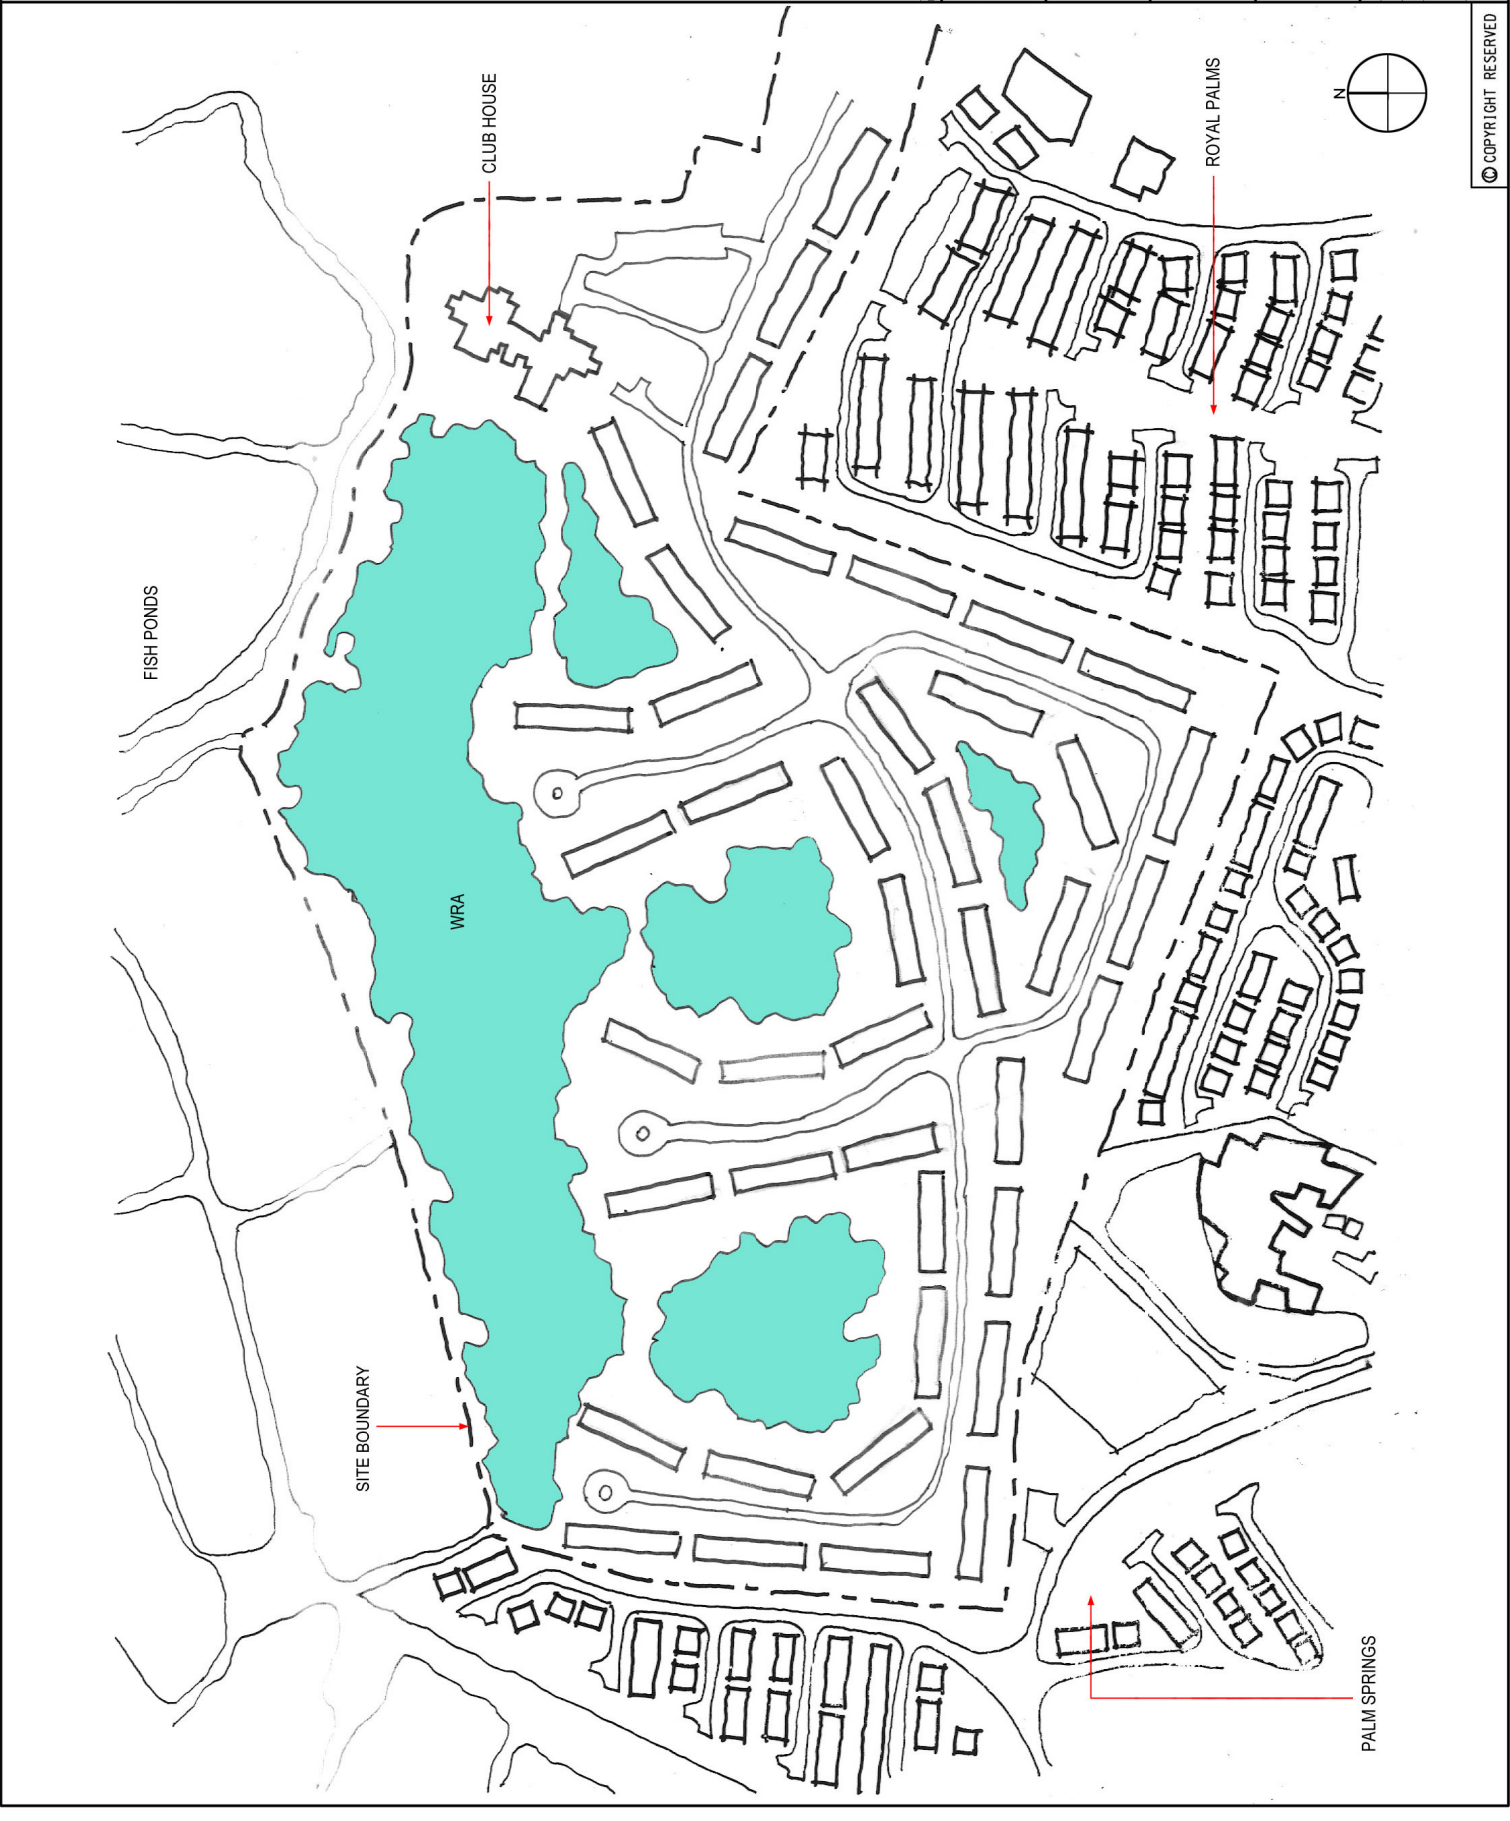 FISH PONDS
SITE BOUNDARY
WRA
CLUB HOUSE
ROYAL PALMS
PALM SPRINGS
N
© COPYRIGHT RESERVED